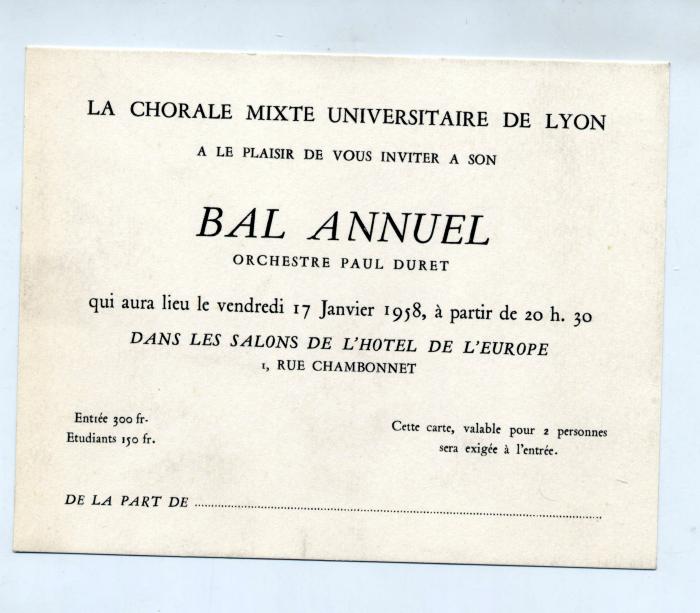 LA CHORALE MIXTE UNIVERSITAIRE DE LYON
A LE PLAISIR DE VOUS INVITER A SON
BAL ANNUEL
ORCHESTRE PAUL DURET
qui aura lieu le vendredi 17 Janvier 1958, à partir de 20 h. 30
DANS LES SALONS DE L'HOTEL DE L'EUROPE
1, RUE CHAMBONNET
Entrée 300 fr.
Etudiants 150 fr.
Cette carte, valable pour 2 personnes
sera exigée à l'entrée.
DE LA PART DE ........................................